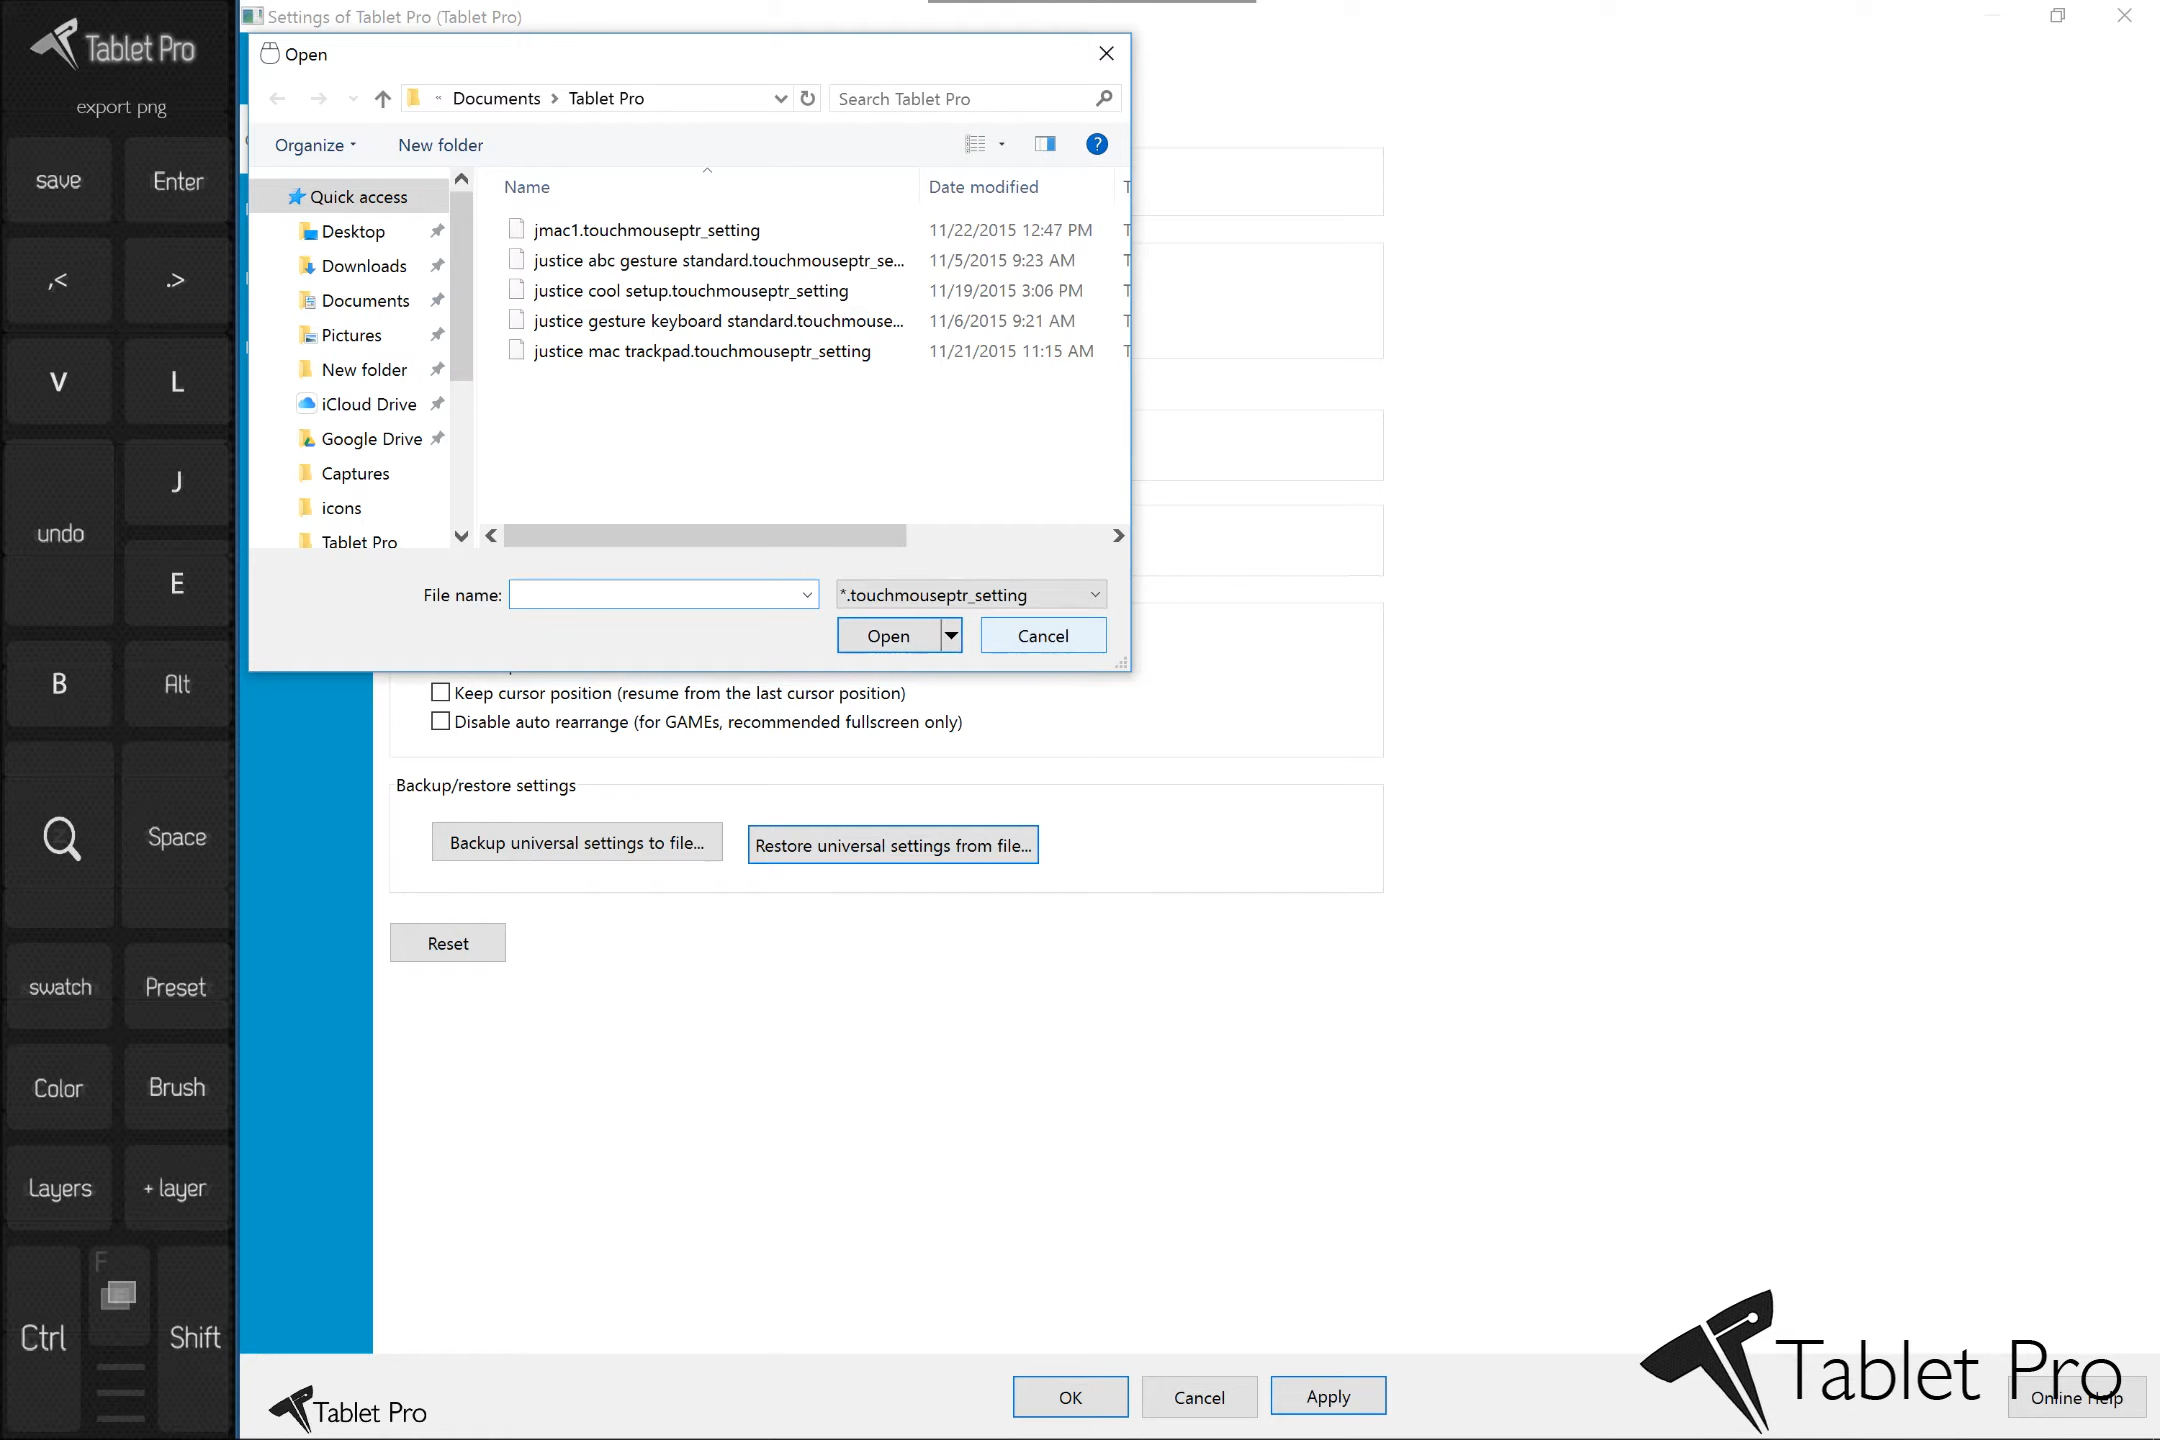 Tablet Pro
export png
save
Enter
,<
.>
V
L
undo
J
E
B
Alt
Space
swatch
Preset
Color
Brush
Layers
+ layer
F
Ctrl
Shift
Settings of Tablet Pro (Tablet Pro)
Open
« Documents > Tablet Pro
Search Tablet Pro
Organize
New folder
?
Quick access
Desktop
Downloads
Documents
Pictures
New folder
iCloud Drive
Google Drive
Captures
icons
Tablet Pro
Name
Date modified
jmac1.touchmouseptr_setting
11/22/2015 12:47 PM
justice abc gesture standard.touchmouseptr_se...
11/5/2015 9:23 AM
justice cool setup.touchmouseptr_setting
11/19/2015 3:06 PM
justice gesture keyboard standard.touchmouse...
11/6/2015 9:21 AM
justice mac trackpad.touchmouseptr_setting
11/21/2015 11:15 AM
File name:
*.touchmouseptr_setting
Open
Cancel
Keep cursor position (resume from the last cursor position)
Disable auto rearrange (for GAMEs, recommended fullscreen only)
Backup/restore settings
Backup universal settings to file...
Restore universal settings from file...
Reset
Tablet Pro
OK
Cancel
Apply
Online Help
Tablet Pro